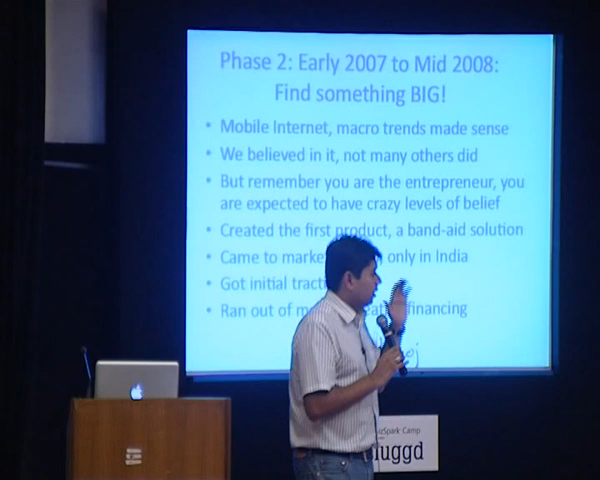 Phase 2: Early 2007 to Mid 2008:
Find something BIG!
• Mobile Internet, macro trends made sense
• We believed in it, not many others did
• But remember you are the entrepreneur, you
are expected to have crazy levels of belief
• Created the first product, a band-aid solution
• Came to only in India
• Got initial
• Ran out of financing
Camp